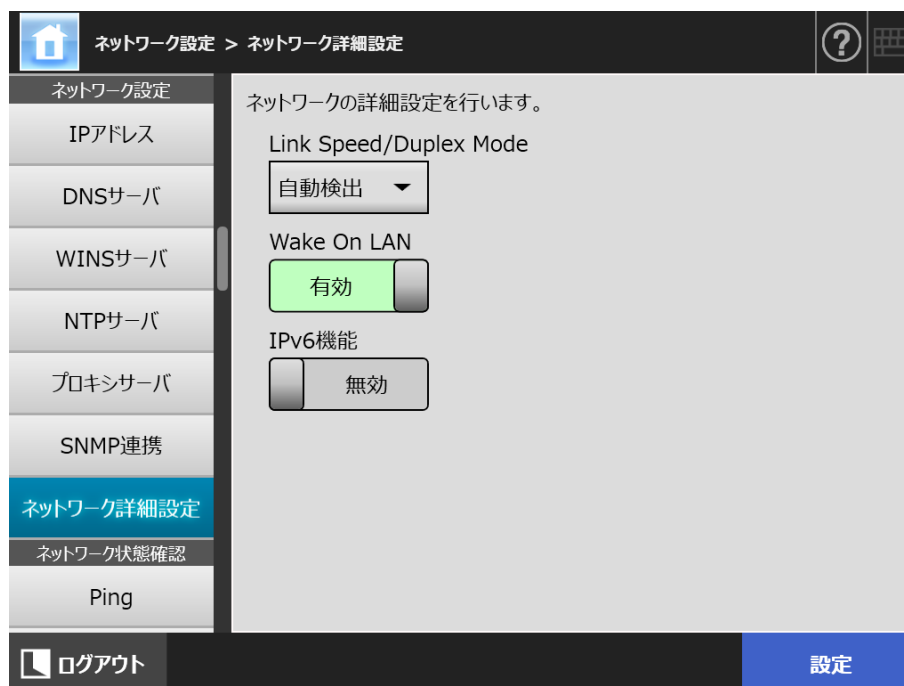 ネットワーク設定 > ネットワーク詳細設定
?
ネットワーク設定
IPアドレス
DNSサーバ
WINSサーバ
NTPサーバ
プロキシサーバ
SNMP連携
ネットワーク詳細設定
ネットワーク状態確認
Ping
ネットワークの詳細設定を行います。
Link Speed/Duplex Mode
自動検出
Wake On LAN
有効
IPv6機能
無効
ログアウト
設定